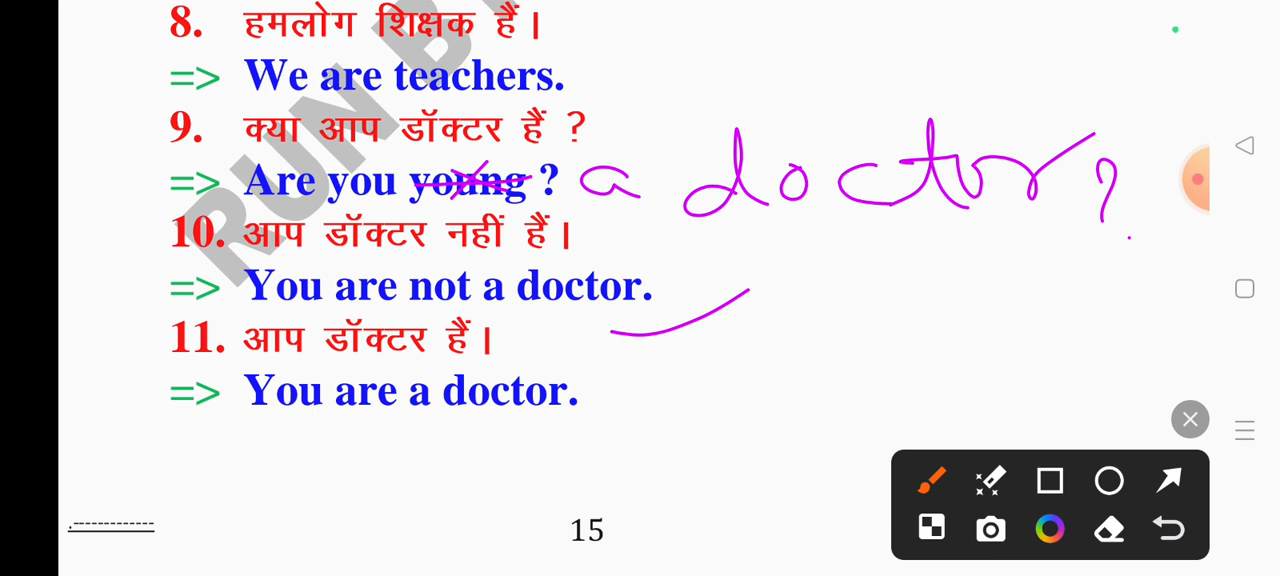 8. हमलोग शिक्षक हैं।
=> We are teachers.
9. क्या आप डॉक्टर हैं ?
=> Are you young ? a doctor?
10. आप डॉक्टर नहीं हैं।
=> You are not a doctor.
11. आप डॉक्टर हैं।
=> You are a doctor.
15
RUN B